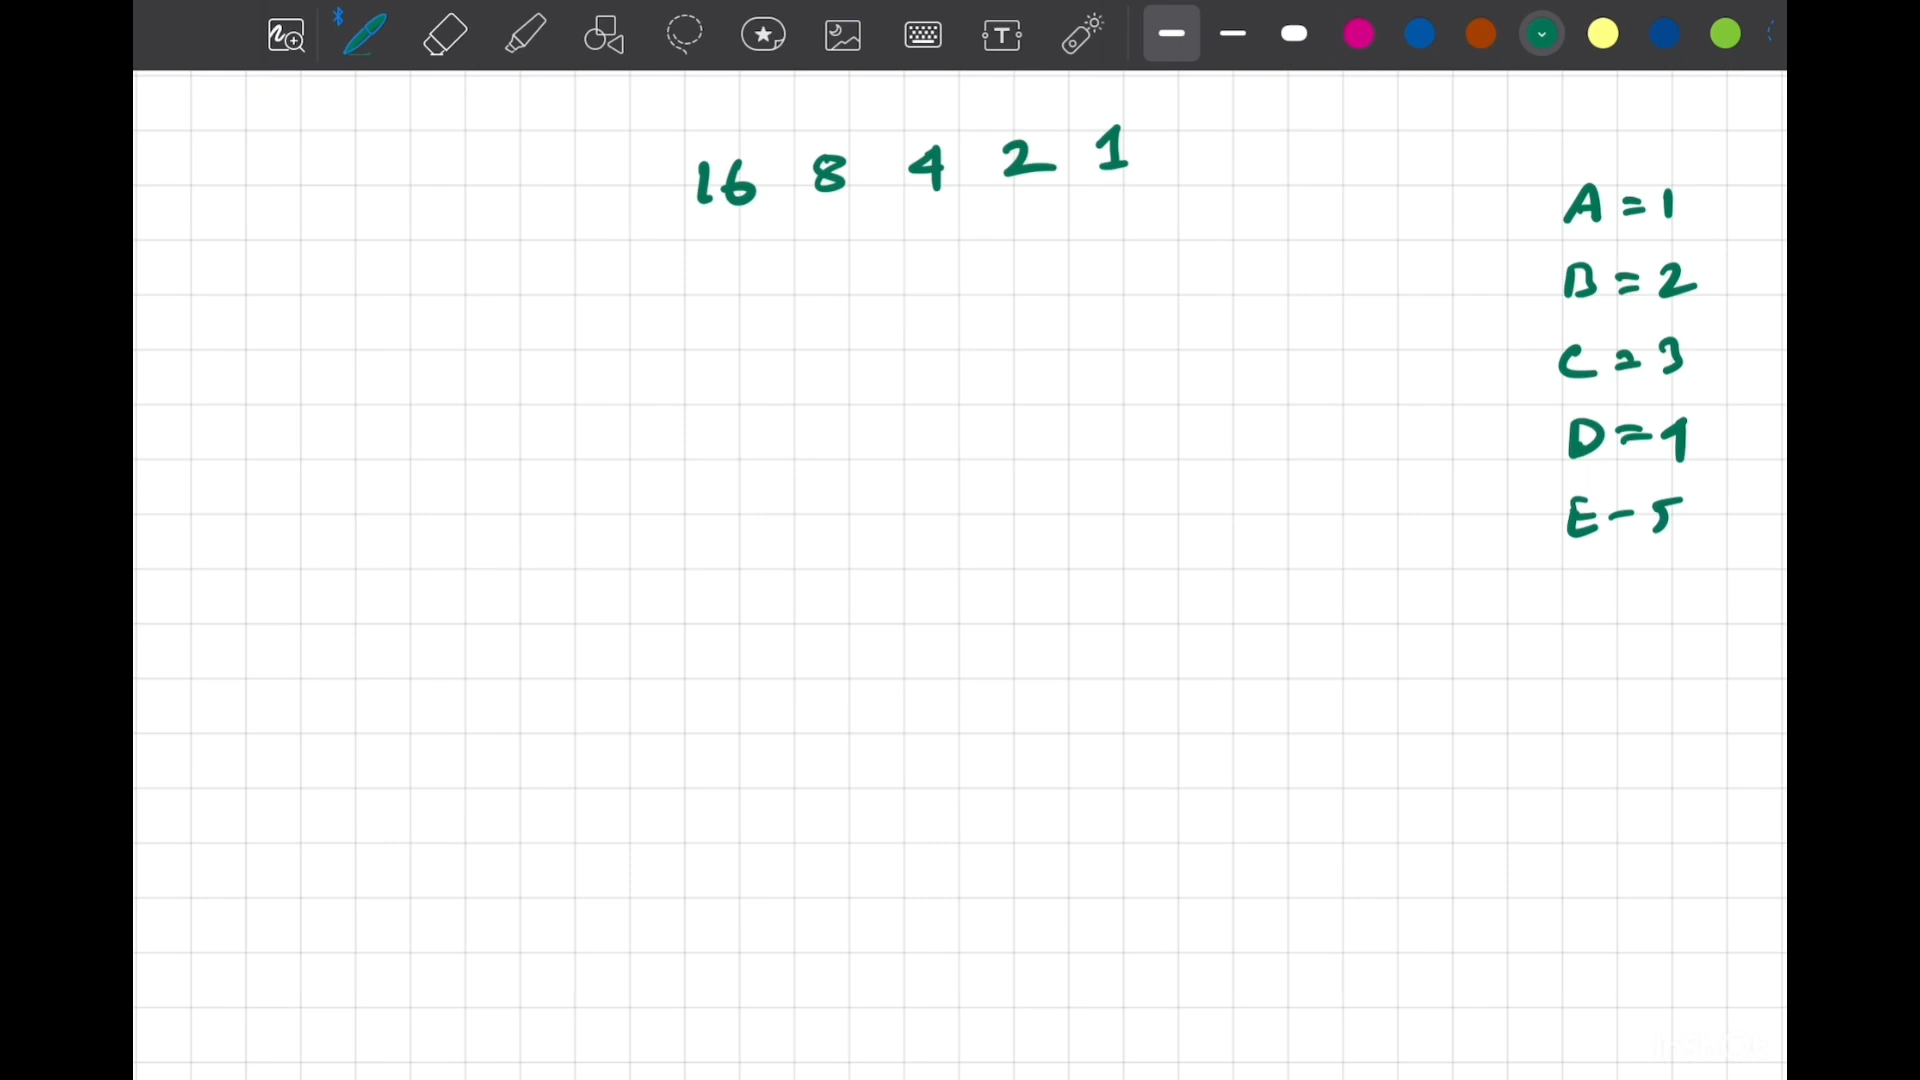 16 8 4 2 1
A = 1
B = 2
C = 3
D = 4
E - 5